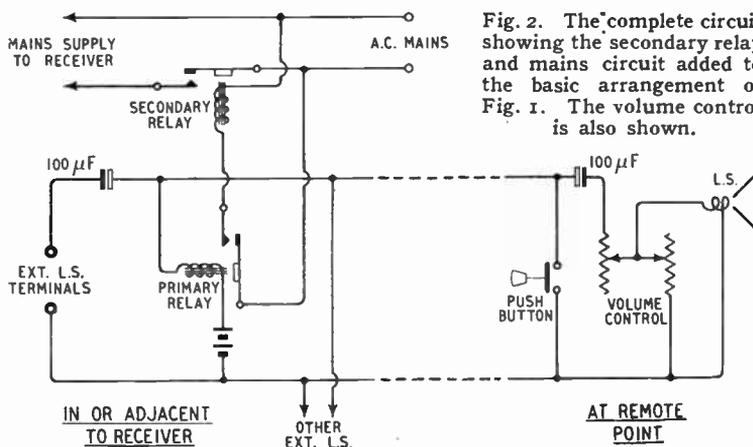 MAINS SUPPLY
TO RECEIVER
A.C. MAINS
SECONDARY
RELAY
Fig. 2. The complete circui
showing the secondary relay
and mains circuit added to
the basic arrangement o
Fig. 1. The volume contro
is also shown.
100 μF
100 μF
L.S.
EXT. L.S.
TERMINALS
PRIMARY
RELAY
PUSH
BUTTON
VOLUME
CONTROL
IN OR ADJACENT
TO RECEIVER
OTHER
EXT. L.S.
AT REMOTE
POINT